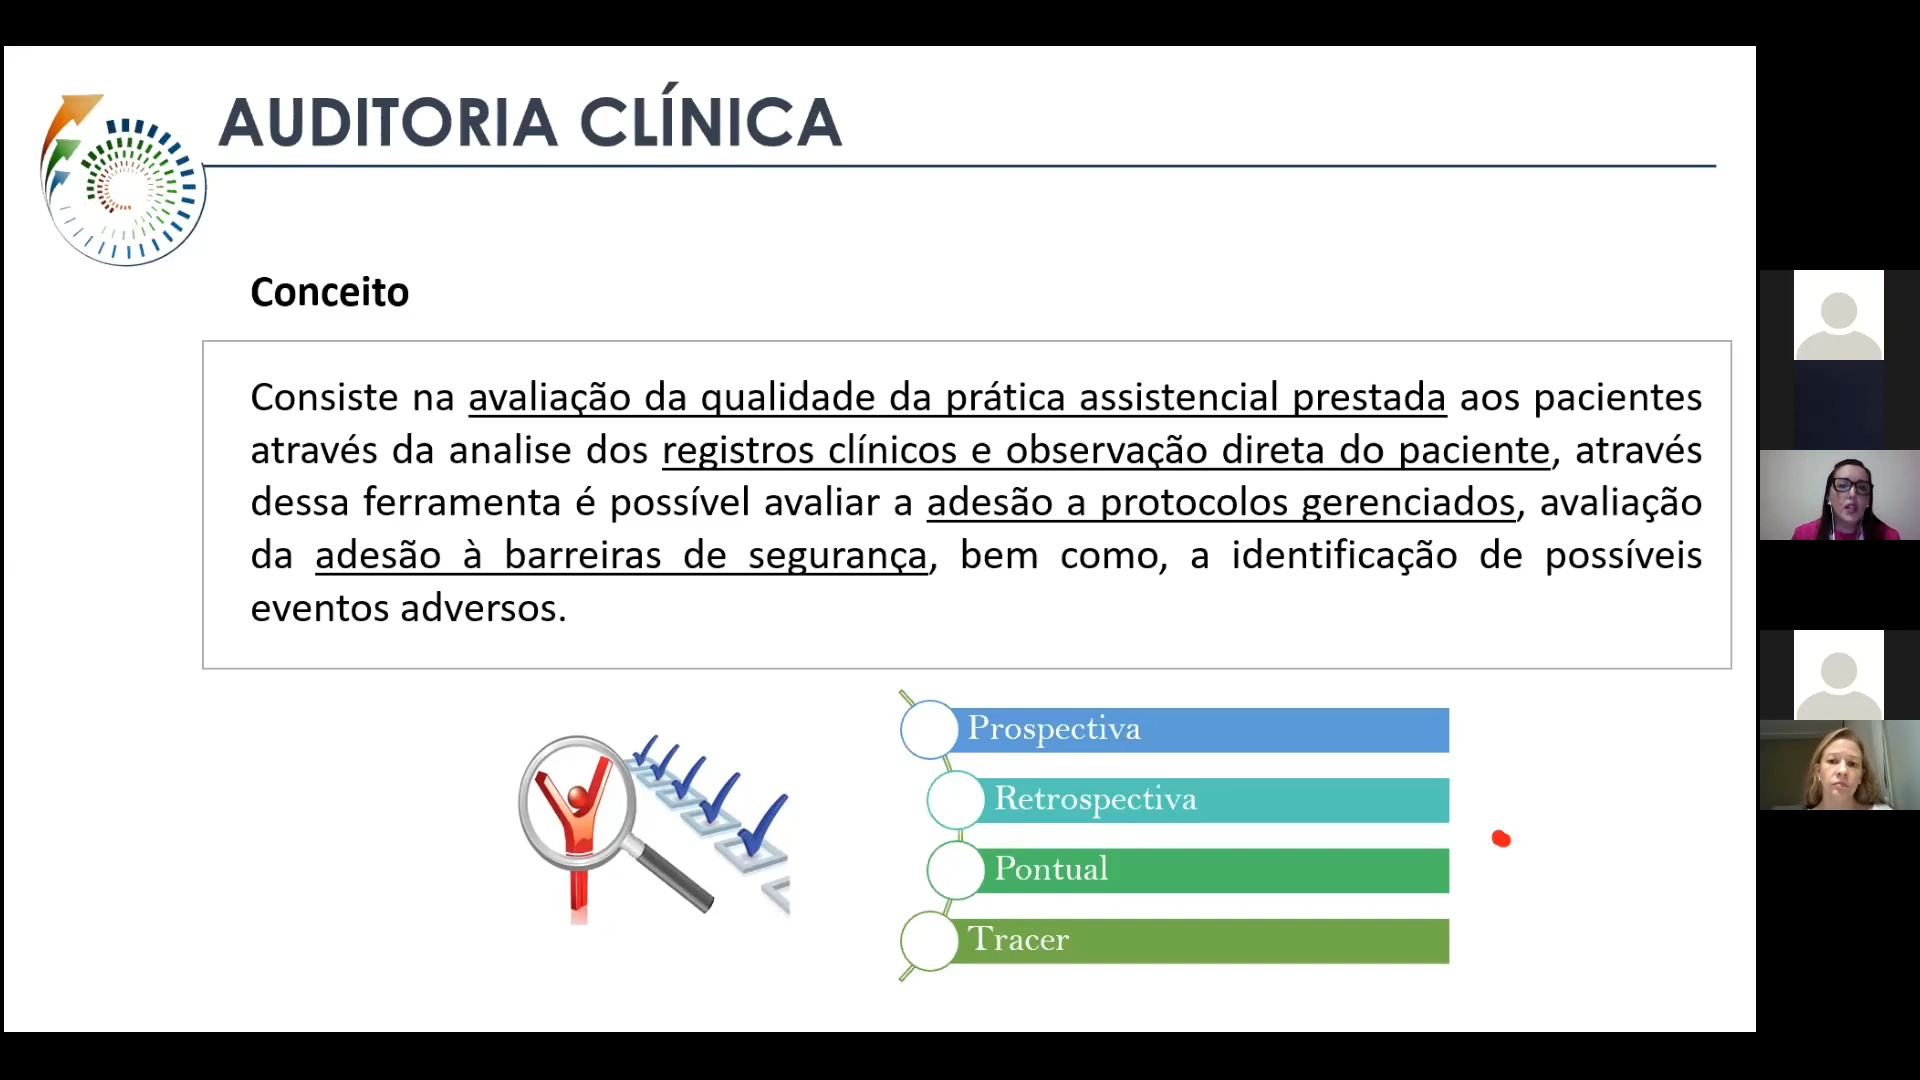 AUDITORIA CLÍNICA
Conceito
Consiste na avaliação da qualidade da prática assistencial prestada aos pacientes
através da analise dos registros clínicos e observação direta do paciente, através
dessa ferramenta é possível avaliar a adesão a protocolos gerenciados, avaliação
da adesão à barreiras de segurança, bem como, a identificação de possíveis
eventos adversos.
Prospectiva
Retrospectiva
Pontual
Tracer